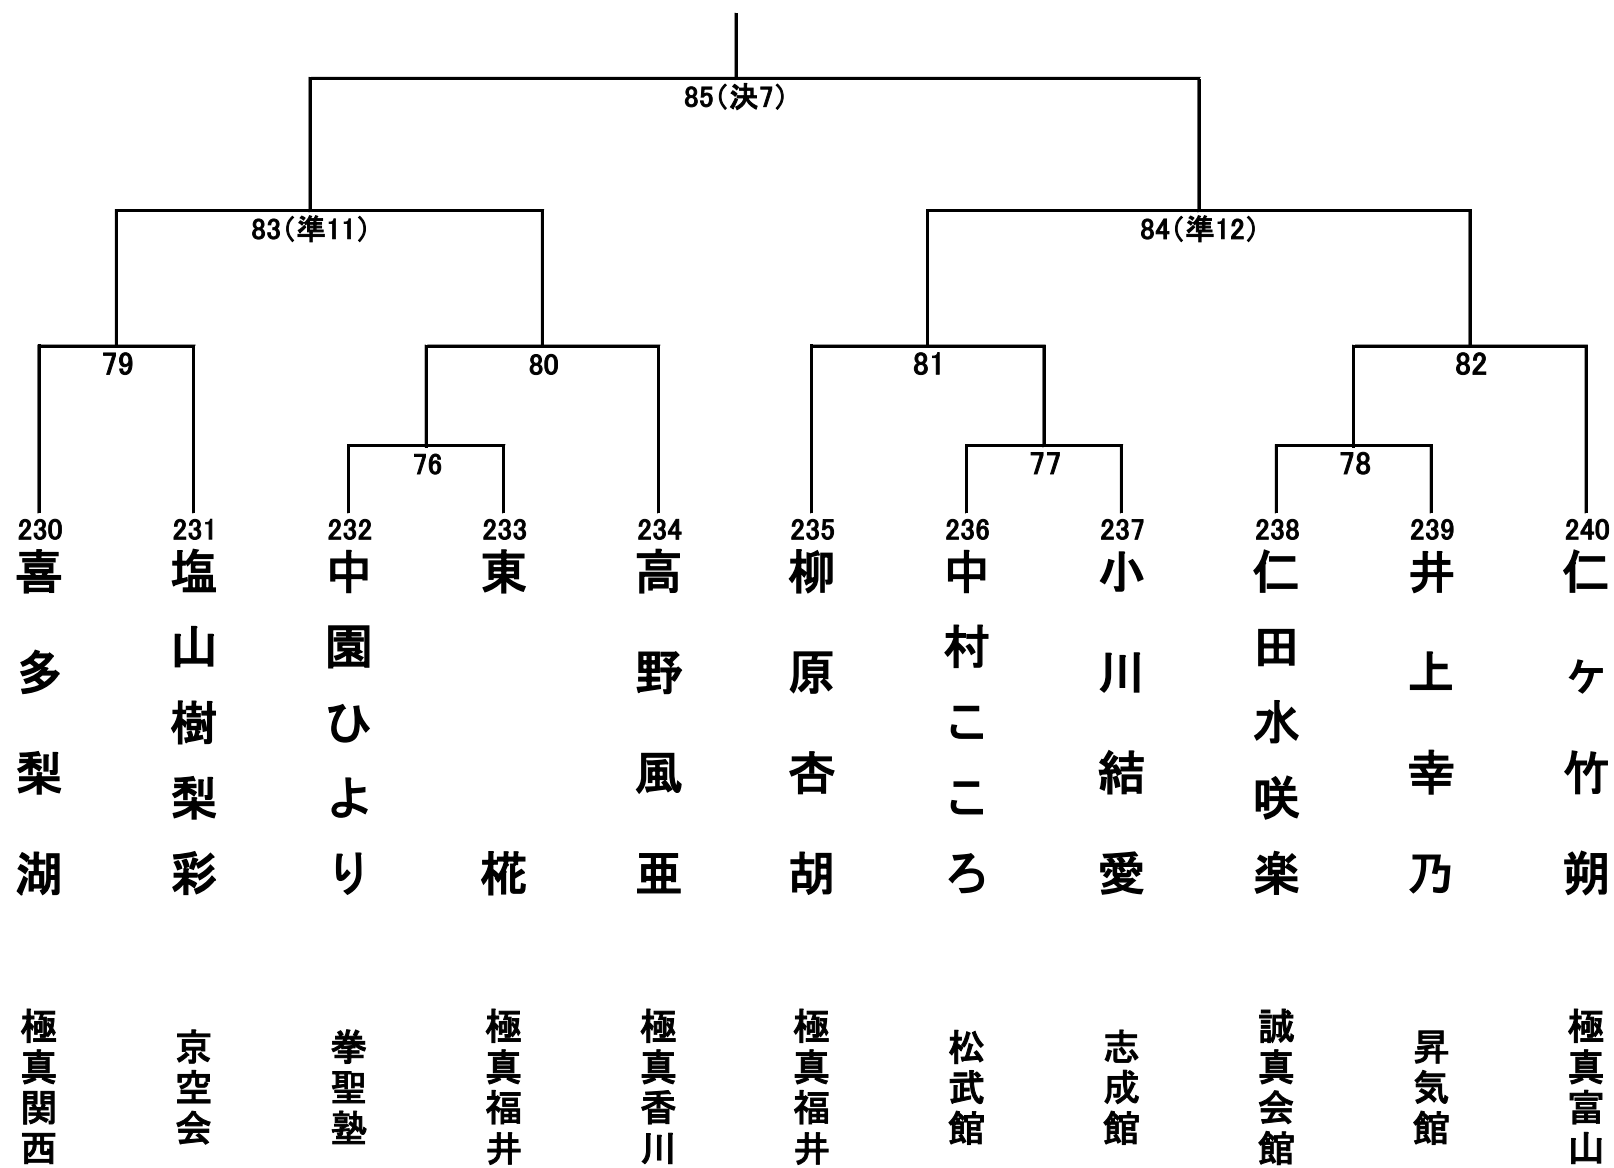 85(決7)
83(準11)
84(準12)
79
80
81
82
76
77
78
230
喜多梨湖
極真関西
231
塩山樹梨彩
京空会
232
中園ひより
拳聖塾
233
東 椛
極真福井
234
高野風亜
極真香川
235
柳原杏胡
極真福井
236
中村こころ
松武館
237
小川結愛
志成館
238
仁田水咲楽
誠真会館
239
井上幸乃
昇気館
240
仁ヶ竹朔
極真富山